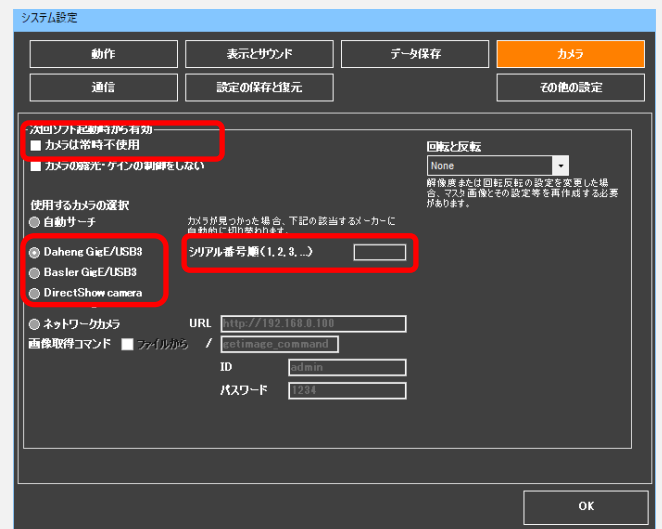 システム設定
動作
表示とサウンド
データ保存
カメラ
通信
設定の保存と復元
その他の設定
次回ソフト起動時から有効
カメラは常時不使用
カメラの露光・ゲインの制御をしない
回転と反転
None
解像度または回転反転の設定を変更した場
合、マスク画像とその設定等を再作成する必要
があります。
使用するカメラの選択
自動サーチ
カメラが見つかった場合、下記の該当するメーカーに
自動的に切り替わります。
Daheng GigE/USB3
シリアル番号順(1, 2, 3, ...)
Basler GigE/USB3
DirectShow camera
ネットワークカメラ
URL http://192.168.0.100
画像取得コマンド ファイルから / getimage_command
ID admin
パスワード 1234
OK